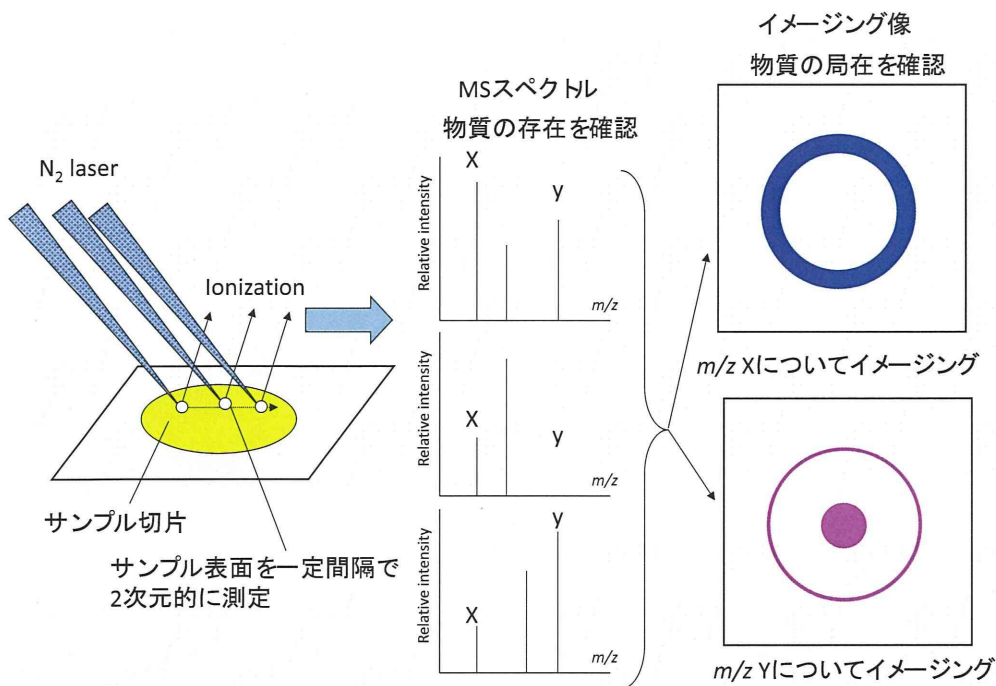 イメージング像
物質の局在を確認
MSスペクトル
物質の存在を確認
N₂ laser
Ionization
サンプル切片
サンプル表面を一定間隔で
2次元的に測定
Relative intensity
X
y
m/z
Relative intensity
X
y
m/z
Relative intensity
X
y
m/z
m/z Xについてイメージング
m/z Yについてイメージング